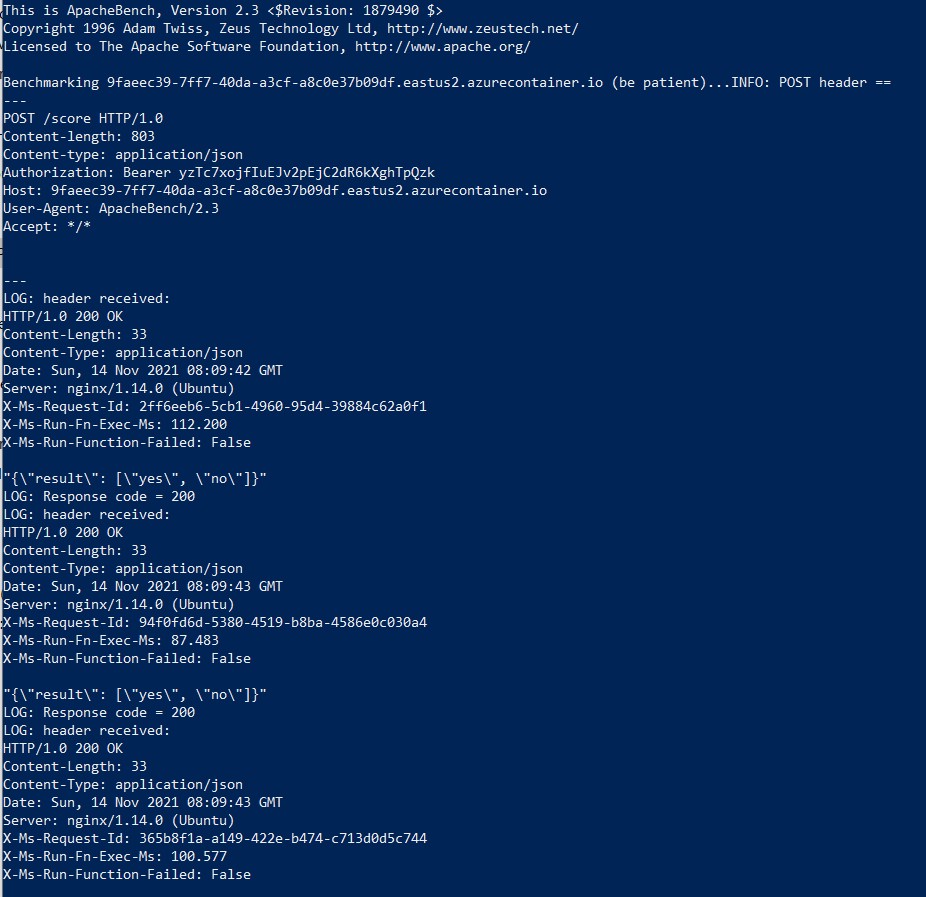 This is ApacheBench, Version 2.3 <$Revision: 1879490 $>
Copyright 1996 Adam Twiss, Zeus Technology Ltd, http://www.zeustech.net/
Licensed to The Apache Software Foundation, http://www.apache.org/
Benchmarking 9faeec39-7ff7-40da-a3cf-a8c0e37b09df.eastus2.azurecontainer.io (be patient)...INFO: POST header ==
---
POST /score HTTP/1.0
Content-length: 803
Content-type: application/json
Authorization: Bearer yzTc7xojfIuEJv2pEjC2dR6kXghTpQzk
Host: 9faeec39-7ff7-40da-a3cf-a8c0e37b09df.eastus2.azurecontainer.io
User-Agent: ApacheBench/2.3
Accept: */*
---
LOG: header received:
HTTP/1.0 200 OK
Content-Length: 33
Content-Type: application/json
Date: Sun, 14 Nov 2021 08:09:42 GMT
Server: nginx/1.14.0 (Ubuntu)
X-Ms-Request-Id: 2ff6eeb6-5cb1-4960-95d4-39884c62a0f1
X-Ms-Run-Fn-Exec-Ms: 112.200
X-Ms-Run-Function-Failed: False
"{\"result\": [\"yes\", \"no\"]}"
LOG: Response code = 200
LOG: header received:
HTTP/1.0 200 OK
Content-Length: 33
Content-Type: application/json
Date: Sun, 14 Nov 2021 08:09:43 GMT
Server: nginx/1.14.0 (Ubuntu)
X-Ms-Request-Id: 94f0fd6d-5380-4519-b8ba-4586e0c030a4
X-Ms-Run-Fn-Exec-Ms: 87.483
X-Ms-Run-Function-Failed: False
"{\"result\": [\"yes\", \"no\"]}"
LOG: Response code = 200
LOG: header received:
HTTP/1.0 200 OK
Content-Length: 33
Content-Type: application/json
Date: Sun, 14 Nov 2021 08:09:43 GMT
Server: nginx/1.14.0 (Ubuntu)
X-Ms-Request-Id: 365b8f1a-a149-422e-b474-c713d0d5c744
X-Ms-Run-Fn-Exec-Ms: 100.577
X-Ms-Run-Function-Failed: False